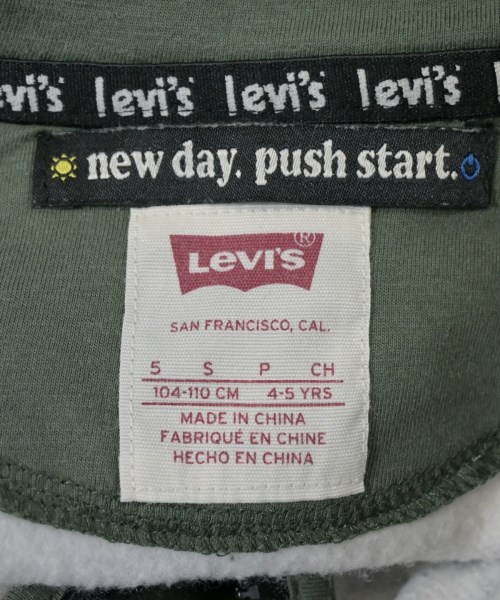 levi's levi's levi's levi's
new day. push start.
LEVI'S®
SAN FRANCISCO, CAL.
5 S P CH
104-110 CM 4-5 YRS
MADE IN CHINA
FABRIQUÉ EN CHINE
HECHO EN CHINA